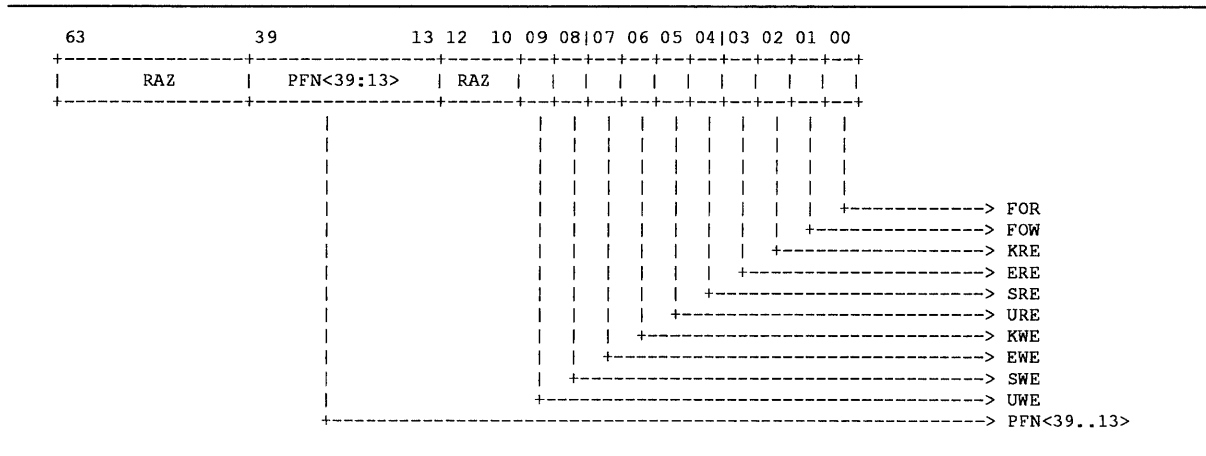 63 39 13 12 10 09 08|07 06 05 04|03 02 01 00
RAZ PFN<39:13> RAZ
FOR
FOW
KRE
ERE
SRE
URE
KWE
EWE
SWE
UWE
PFN<39..13>